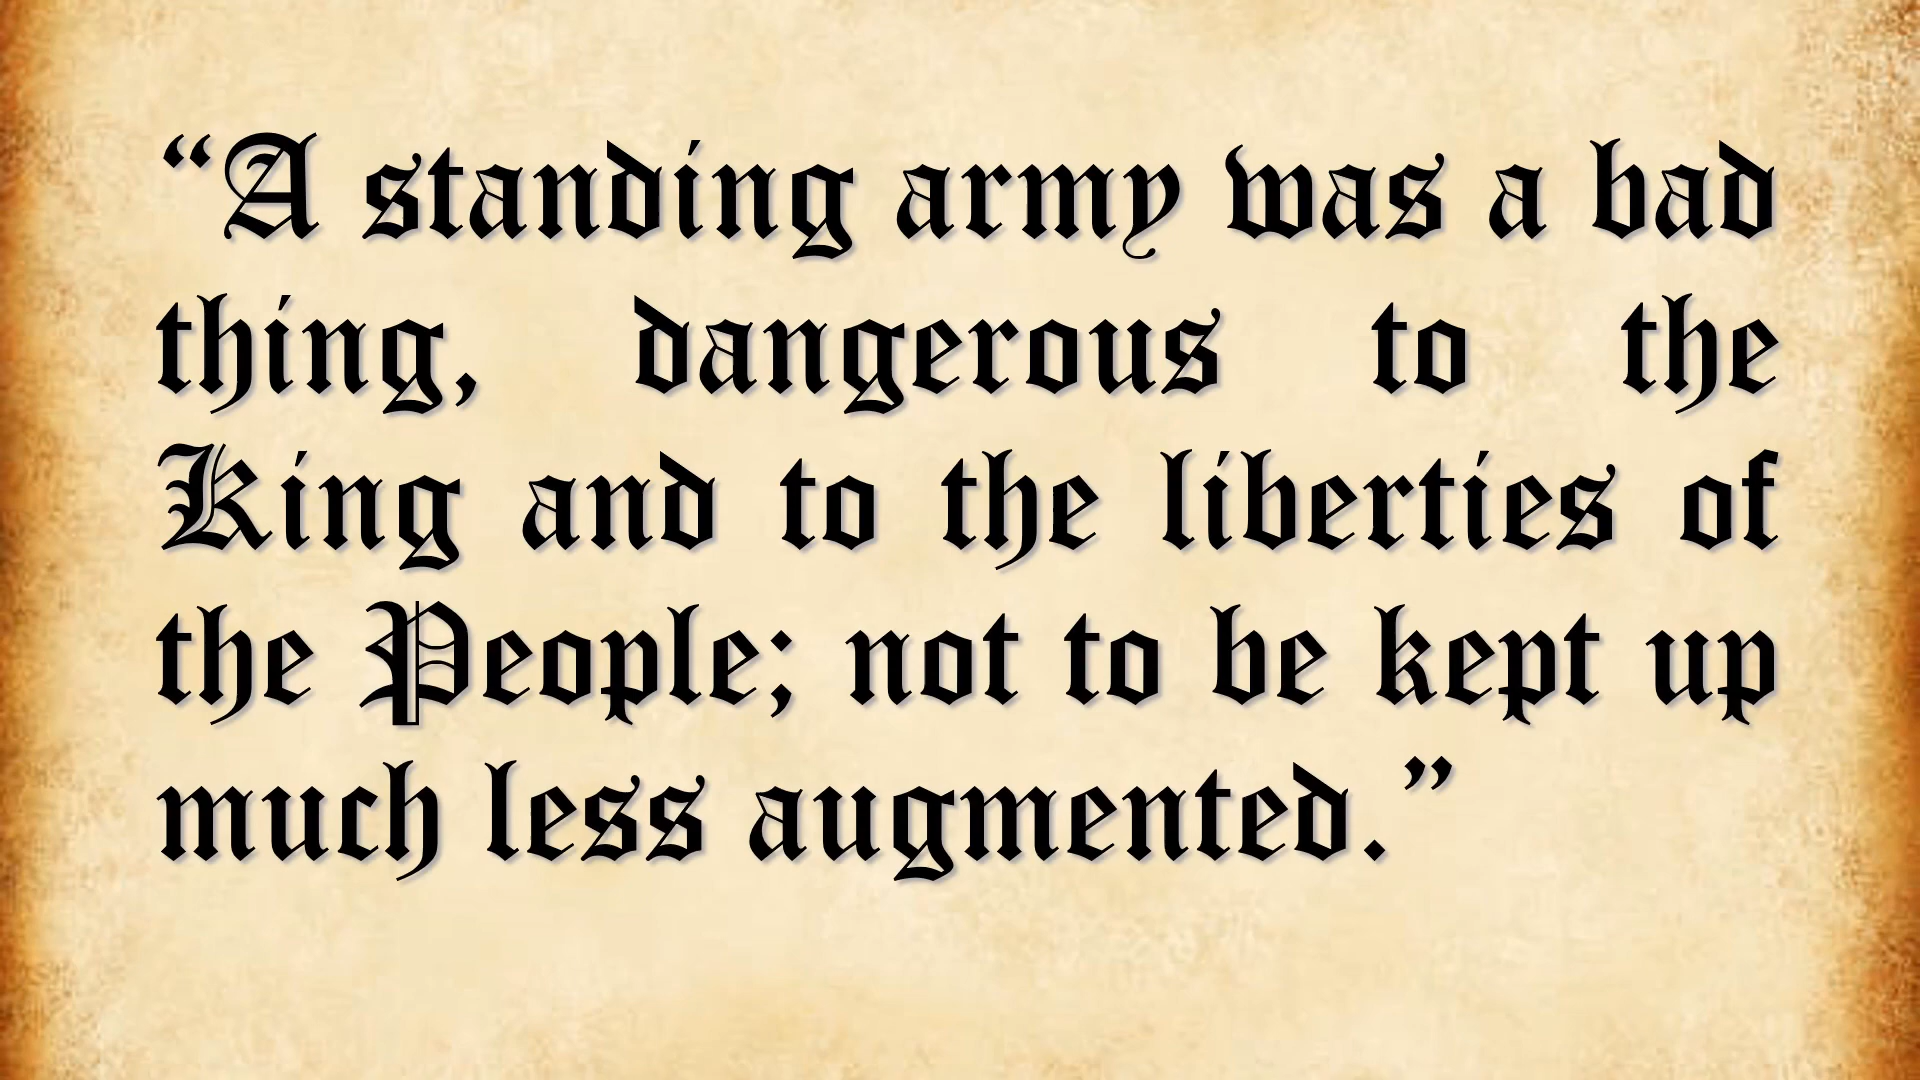 “A standing army was a bad
thing, dangerous to the
King and to the liberties of
the People; not to be kept up
much less augmented.”